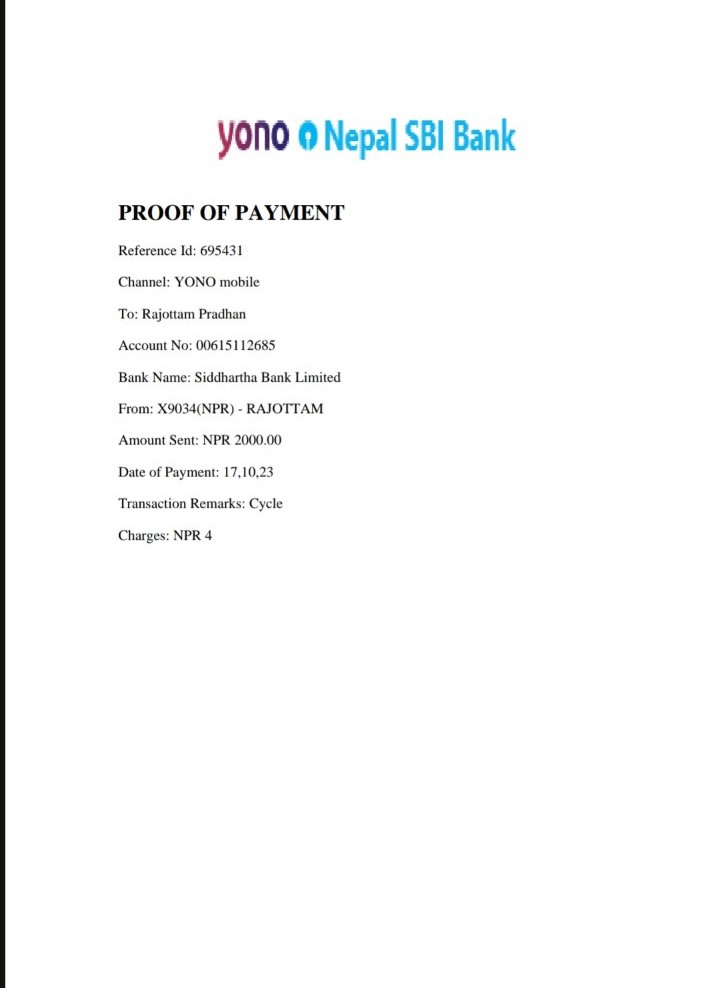 yono Nepal SBI Bank
PROOF OF PAYMENT
Reference Id: 695431
Channel: YONO mobile
To: Rajottam Pradhan
Account No: 00615112685
Bank Name: Siddhartha Bank Limited
From: X9034(NPR) - RAJOTTAM
Amount Sent: NPR 2000.00
Date of Payment: 17,10,23
Transaction Remarks: Cycle
Charges: NPR 4